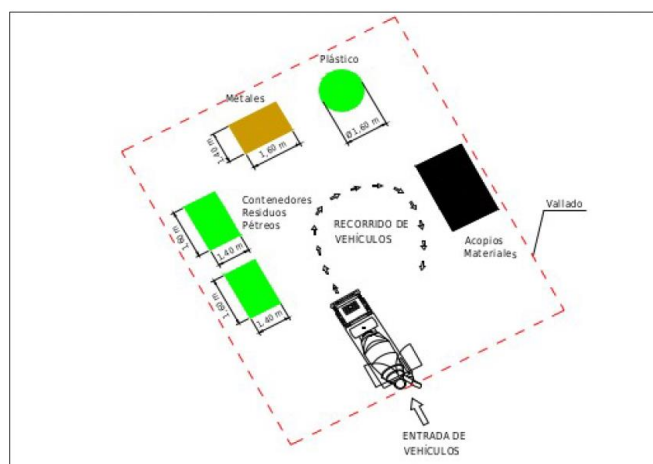 Plástico
Métales
1,40 m
1,60 m
Ø1,60 m
Contenedores
Residuos
Pétreos
1,60 m
1,40 m
1,60 m
1,40 m
RECORRIDO DE
VEHÍCULOS
Acopios
Materiales
Vallado
ENTRADA DE
VEHÍCULOS